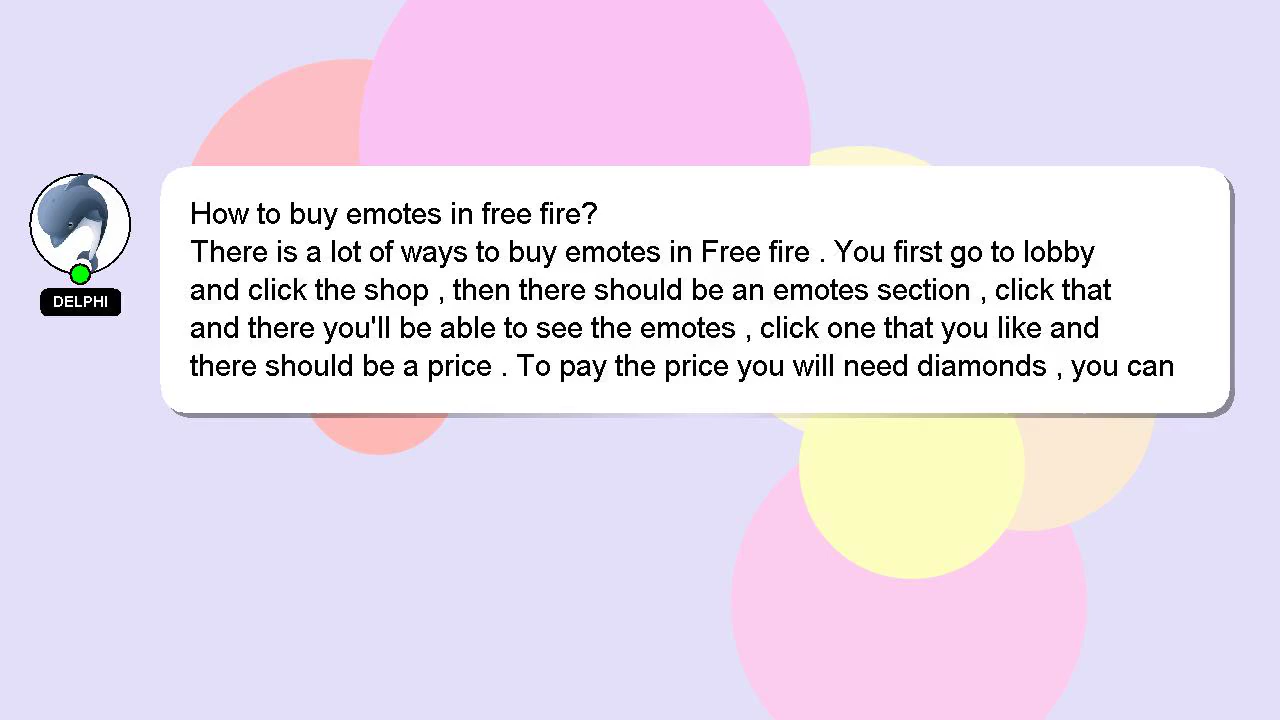 How to buy emotes in free fire?
There is a lot of ways to buy emotes in Free fire . You first go to lobby
and click the shop , then there should be an emotes section , click that
and there you'll be able to see the emotes , click one that you like and
there should be a price . To pay the price you will need diamonds , you can
DELPHI